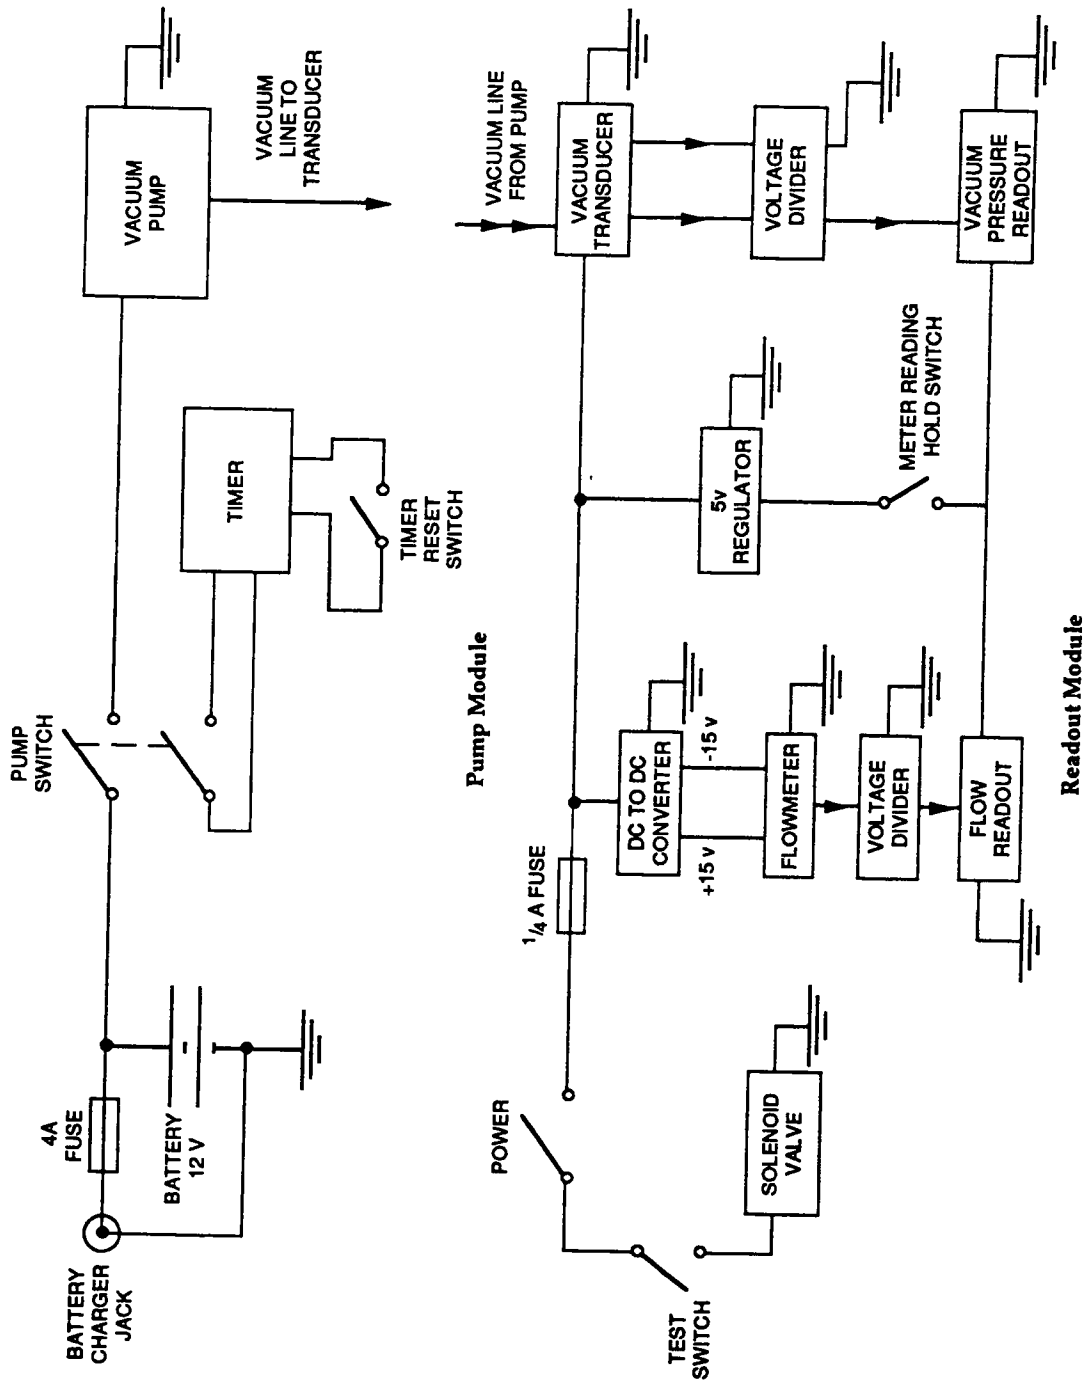 BATTERY
CHARGER
JACK
4A
FUSE
BATTERY
12 V
PUMP
SWITCH
TIMER
TIMER
RESET
SWITCH
VACUUM
PUMP
VACUUM
LINE TO
TRANSDUCER
Pump Module
TEST
SWITCH
POWER
SOLENOID
VALVE
1/4 A FUSE
DC TO DC
CONVERTER
+15 v
-15 v
FLOWMETER
VOLTAGE
DIVIDER
FLOW
READOUT
5v
REGULATOR
METER READING
HOLD SWITCH
VACUUM LINE
FROM PUMP
VACUUM
TRANSDUCER
VOLTAGE
DIVIDER
VACUUM
PRESSURE
READOUT
Readout Module